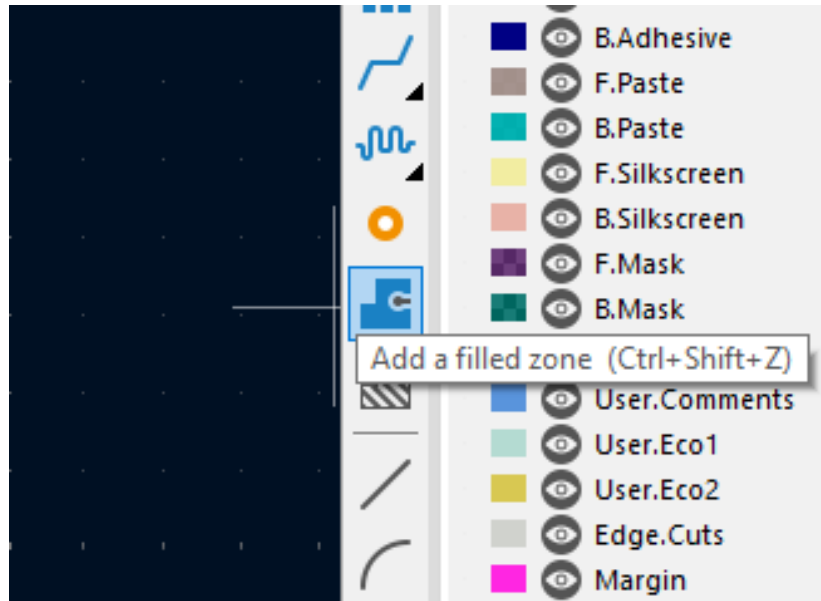 B.Adhesive
F.Paste
B.Paste
F.Silkscreen
B.Silkscreen
F.Mask
B.Mask
Add a filled zone (Ctrl+Shift+Z)
User.Comments
User.Eco1
User.Eco2
Edge.Cuts
Margin